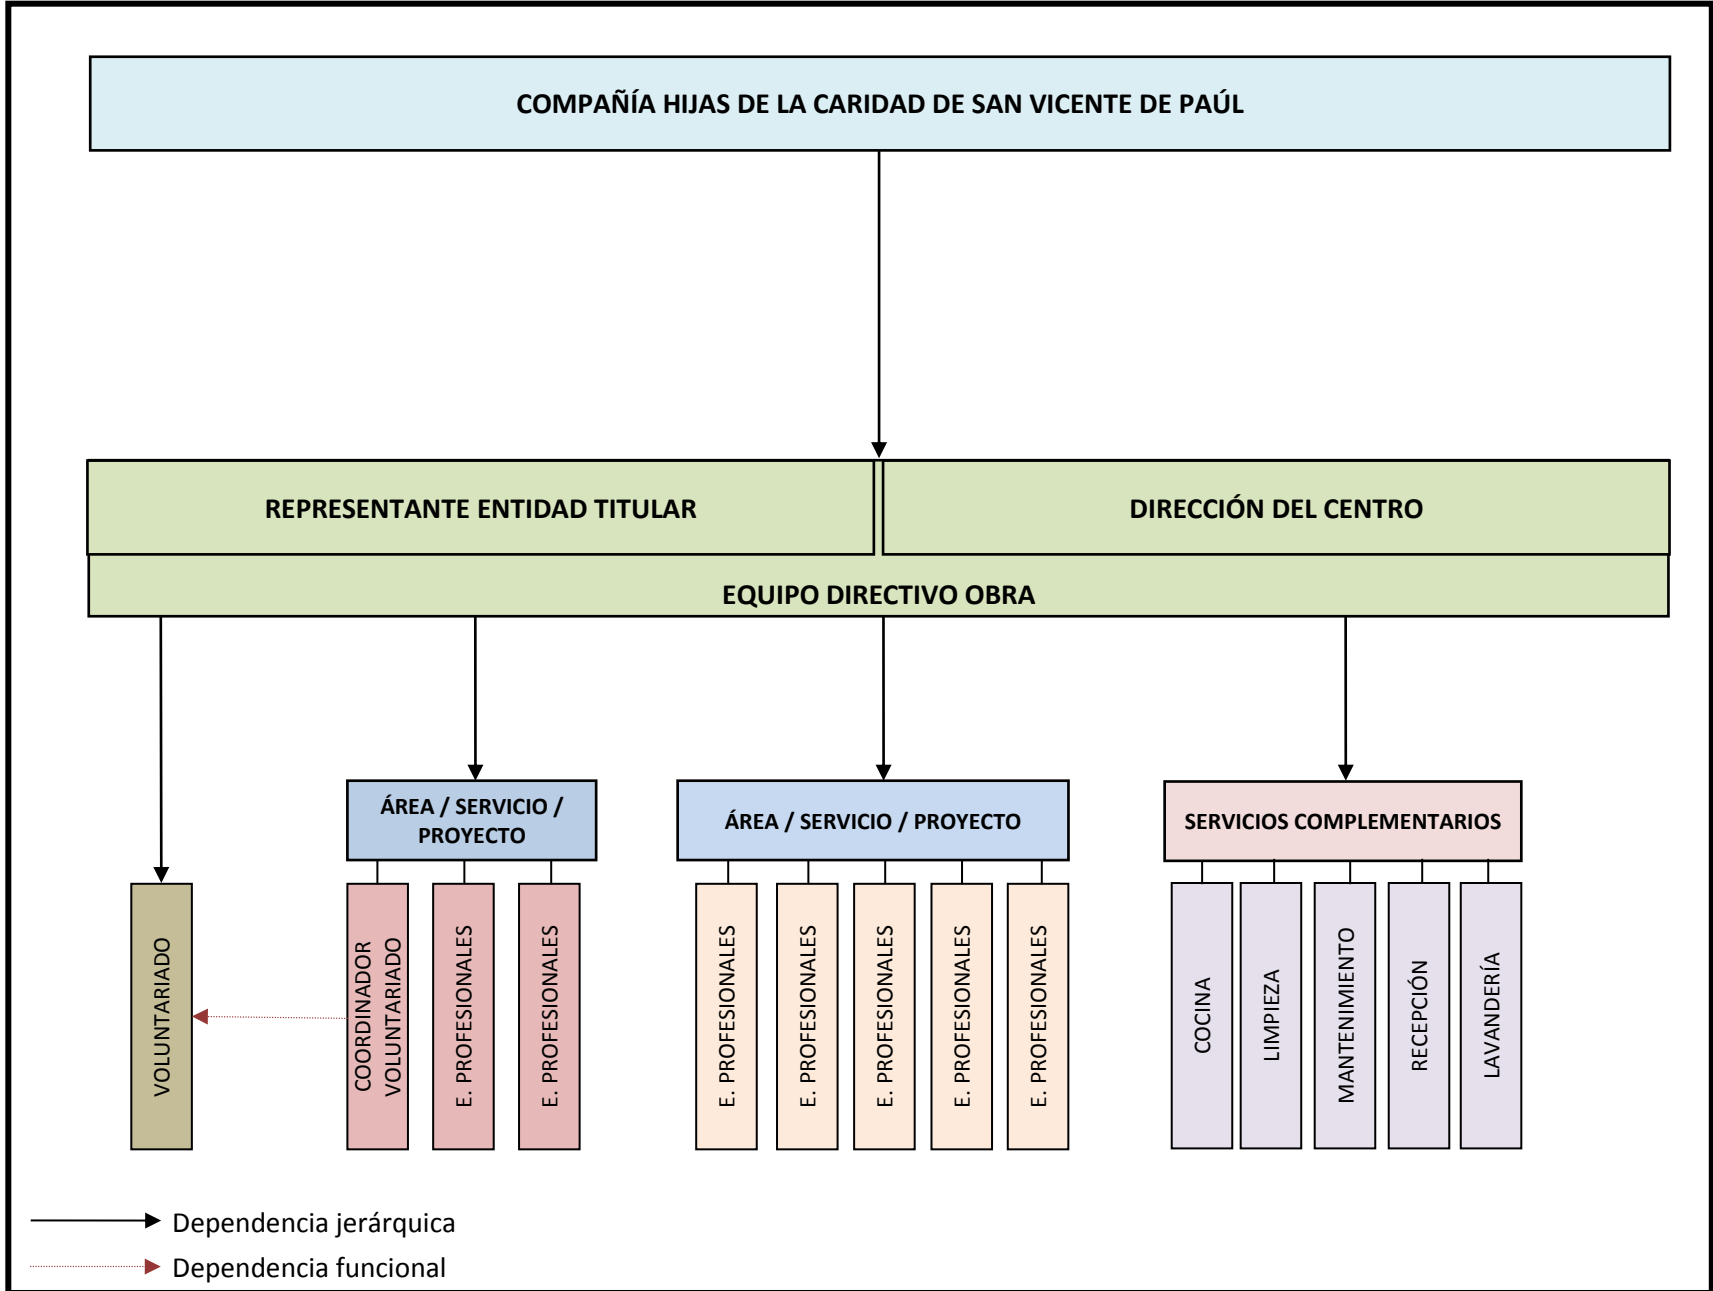 COMPAÑÍA HIJAS DE LA CARIDAD DE SAN VICENTE DE PAÚL
REPRESENTANTE ENTIDAD TITULAR
DIRECCIÓN DEL CENTRO
EQUIPO DIRECTIVO OBRA
ÁREA / SERVICIO /
PROYECTO
ÁREA / SERVICIO / PROYECTO
SERVICIOS COMPLEMENTARIOS
VOLUNTARIADO
COORDINADOR
VOLUNTARIADO
E. PROFESIONALES
E. PROFESIONALES
E. PROFESIONALES
E. PROFESIONALES
E. PROFESIONALES
E. PROFESIONALES
E. PROFESIONALES
COCINA
LIMPIEZA
MANTENIMIENTO
RECEPCIÓN
LAVANDERÍA
Dependencia jerárquica
Dependencia funcional